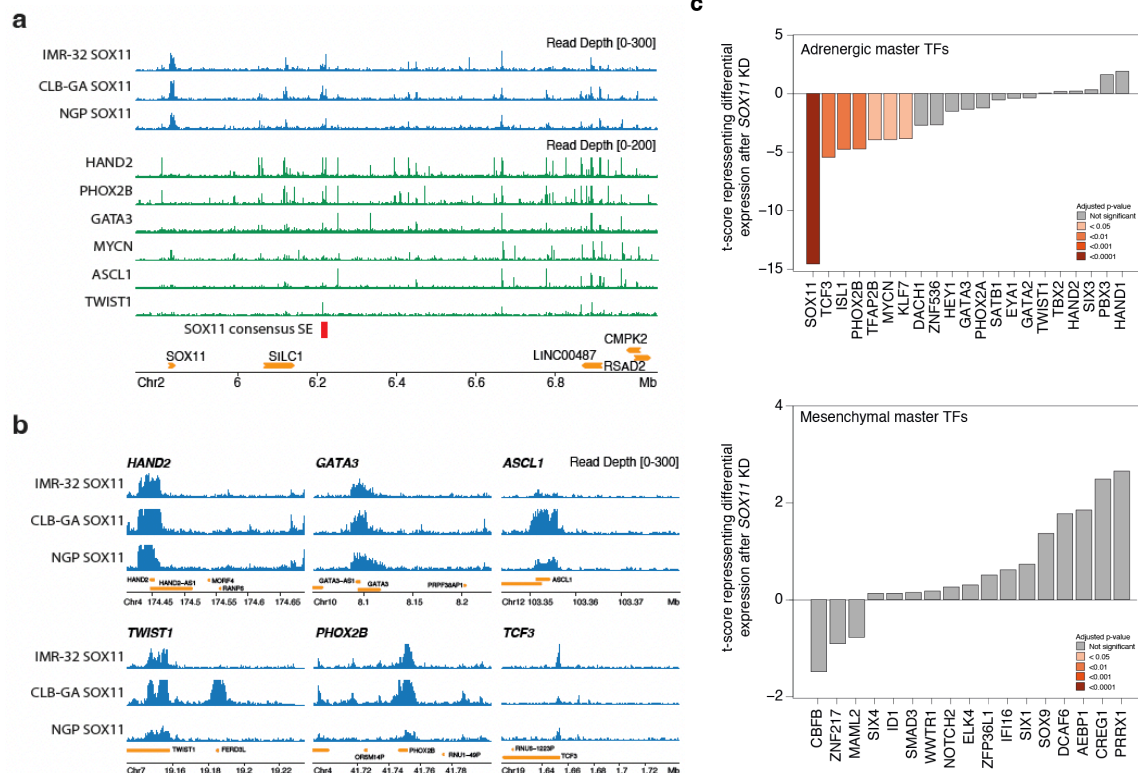 a
Read Depth [0-300]
IMR-32 SOX11
CLB-GA SOX11
NGP SOX11
Read Depth [0-200]
HAND2
PHOX2B
GATA3
MYCN
ASCL1
TWIST1
SOX11 consensus SE
CMPK2
SOX11 SiLC1 LiNC00487
RSAD2
Chr2 6 6.2 6.4 6.6 6.8 Mb
b
HAND2 GATA3 ASCL1 Read Depth [0-300]
IMR-32 SOX11
CLB-GA SOX11
NGP SOX11
HAND2 HAND2-AS1 MORF4 RANP6
GATA3-AS1 GATA3 PRPF38AP1
ASCL1
Chr4 174.45 174.5 174.55 174.6 174.65
Chr10 8.1 8.15 8.2
Chr12 103.35 103.36 103.37 Mb
TWIST1 PHOX2B TCF3
IMR-32 SOX11
CLB-GA SOX11
NGP SOX11
TWIST1 FERD3L
ORSM14P PHOX2B RNU1-49P
RNU6-1223P TCF3
Chr7 19.16 19.18 19.2 19.22
Chr4 41.72 41.74 41.76 41.78
Chr19 1.64 1.66 1.68 1.7 1.72 Mb
c
Adrenergic master TFs
t-score repressenting differential
expression after SOX11 KD
5
0
−5
−10
−15
Adjusted p-value
Not significant
< 0.05
<0.01
<0.001
<0.0001
SOX11 TCF3 ISL1 PHOX2B TFAP2B MYCN KLF7 DACH1 ZNF536 HEY1 GATA3 PHOX2A SATB1 EYA1 GATA2 TWIST1 TBX2 HAND2 SIX3 PBX3 HAND1
Mesenchymal master TFs
t-score repressenting differential
expression after SOX11 KD
4
2
0
−2
Adjusted p-value
Not significant
< 0.05
<0.01
<0.001
<0.0001
CBFB ZNF217 MAML2 SIX4 ID1 SMAD3 WWTR1 NOTCH2 ELK4 ZFP36L1 IFI16 SIX1 SOX9 DCAF6 AEBP1 CREG1 PRRX1